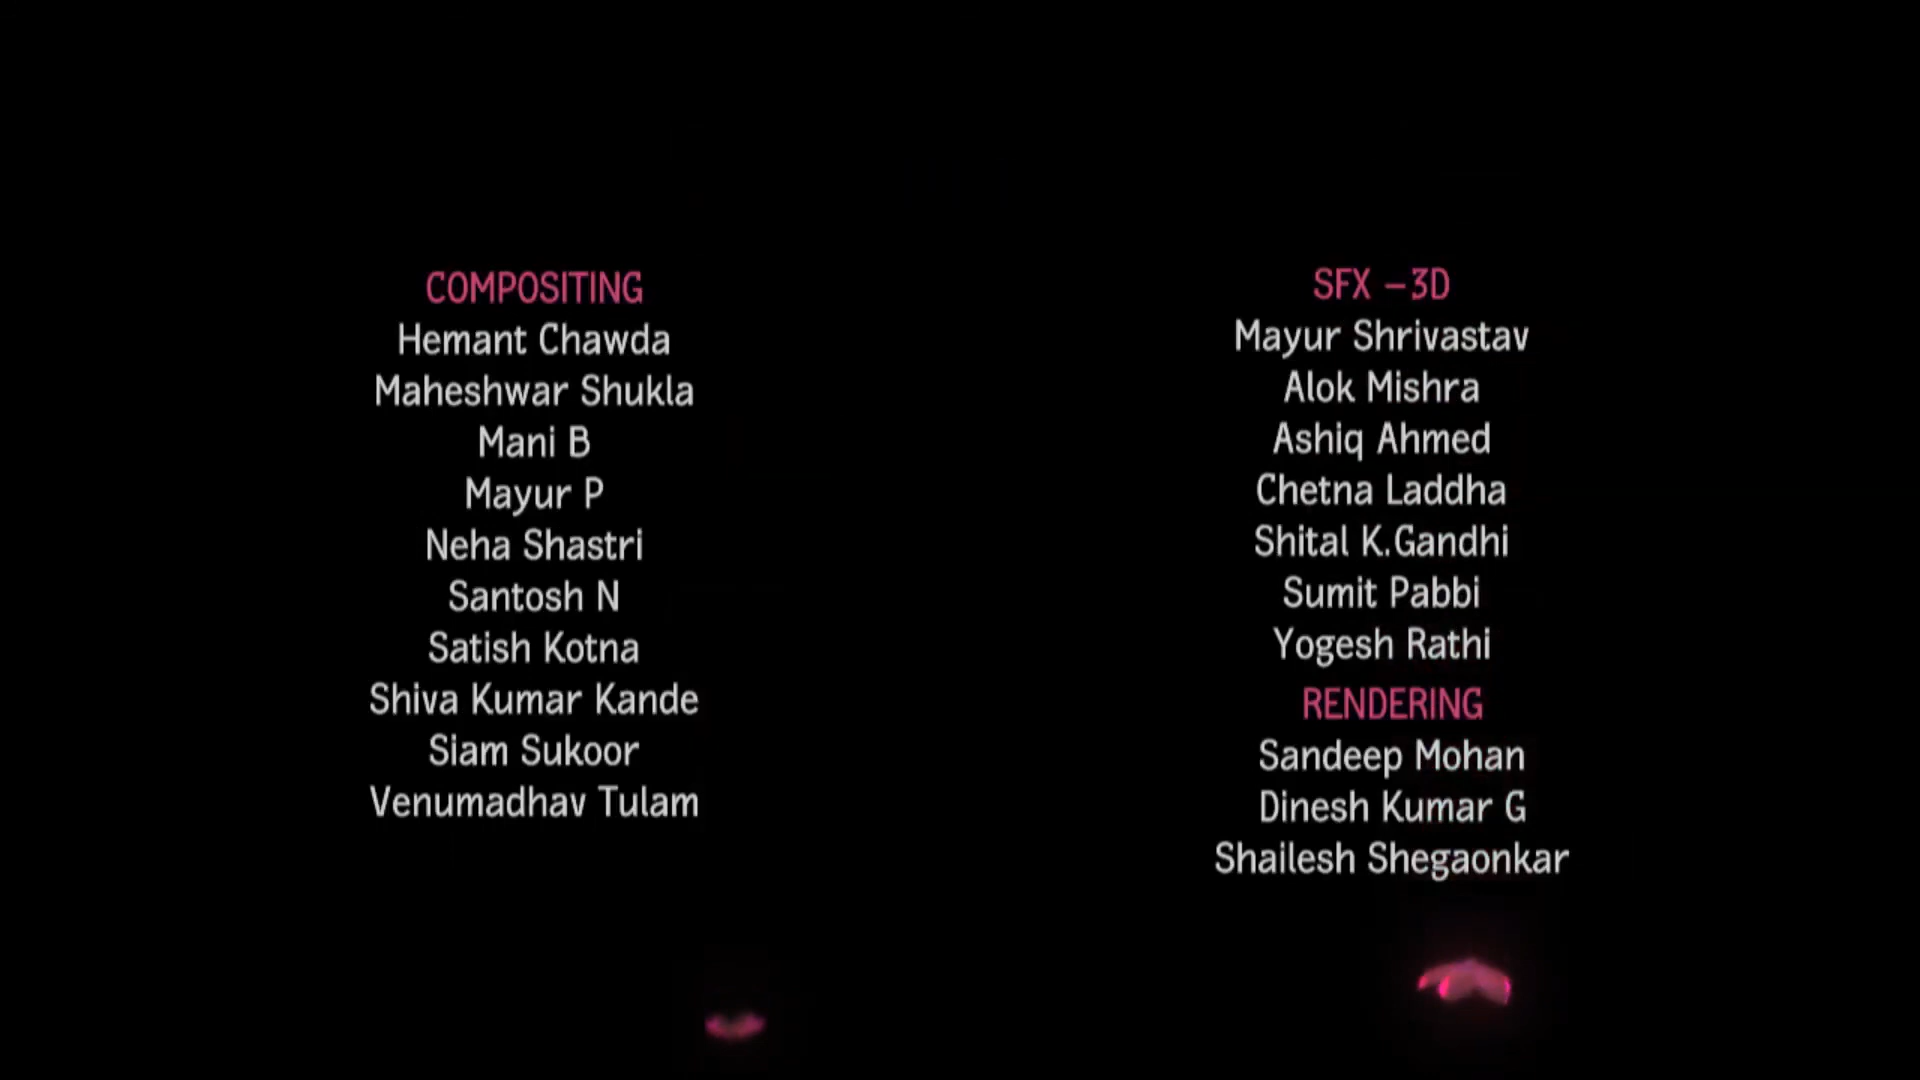 COMPOSITING
Hemant Chawda
Maheshwar Shukla
Mani B
Mayur P
Neha Shastri
Santosh N
Satish Kotna
Shiva Kumar Kande
Siam Sukoor
Venumadhav Tulam
SFX –3D
Mayur Shrivastav
Alok Mishra
Ashiq Ahmed
Chetna Laddha
Shital K.Gandhi
Sumit Pabbi
Yogesh Rathi
RENDERING
Sandeep Mohan
Dinesh Kumar G
Shailesh Shegaonkar